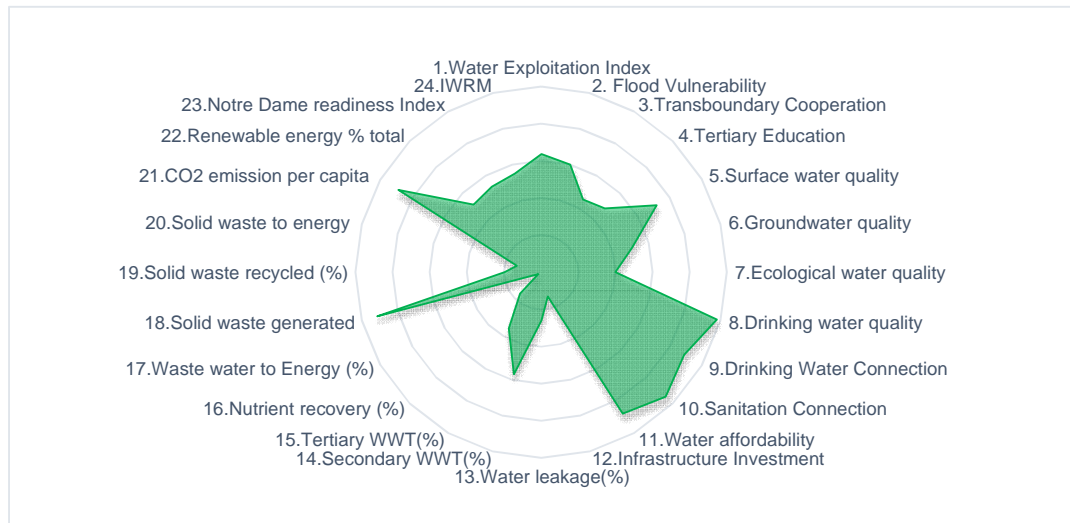 1.Water Exploitation Index
2. Flood Vulnerability
3.Transboundary Cooperation
4.Tertiary Education
5.Surface water quality
6.Groundwater quality
7.Ecological water quality
8.Drinking water quality
9.Drinking Water Connection
10.Sanitation Connection
11.Water affordability
12.Infrastructure Investment
13.Water leakage(%)
14.Secondary WWT(%)
15.Tertiary WWT(%)
16.Nutrient recovery (%)
17.Waste water to Energy (%)
18.Solid waste generated
19.Solid waste recycled (%)
20.Solid waste to energy
21.CO2 emission per capita
22.Renewable energy % total
23.Notre Dame readiness Index
24.IWRM